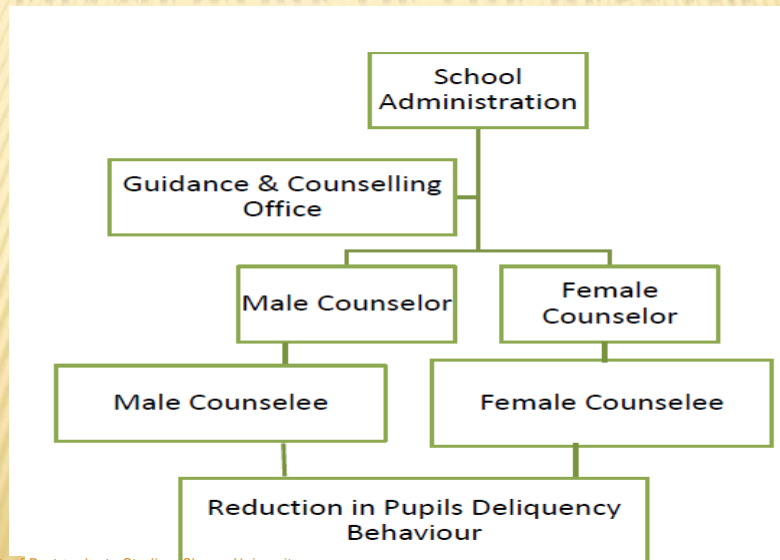 School
Administration
Guidance & Counselling
Office
Male Counselor
Female
Counselor
Male Counselee
Female Counselee
Reduction in Pupils Deliquency
Behaviour